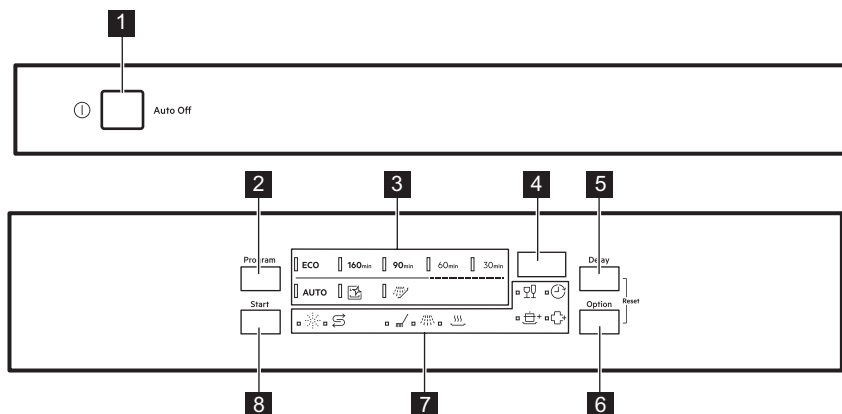 1
Auto Off
2 3 4 5
Program Delay
ECO 160min 90min 60min 30min
AUTO
Start Option Reset
8 7 6